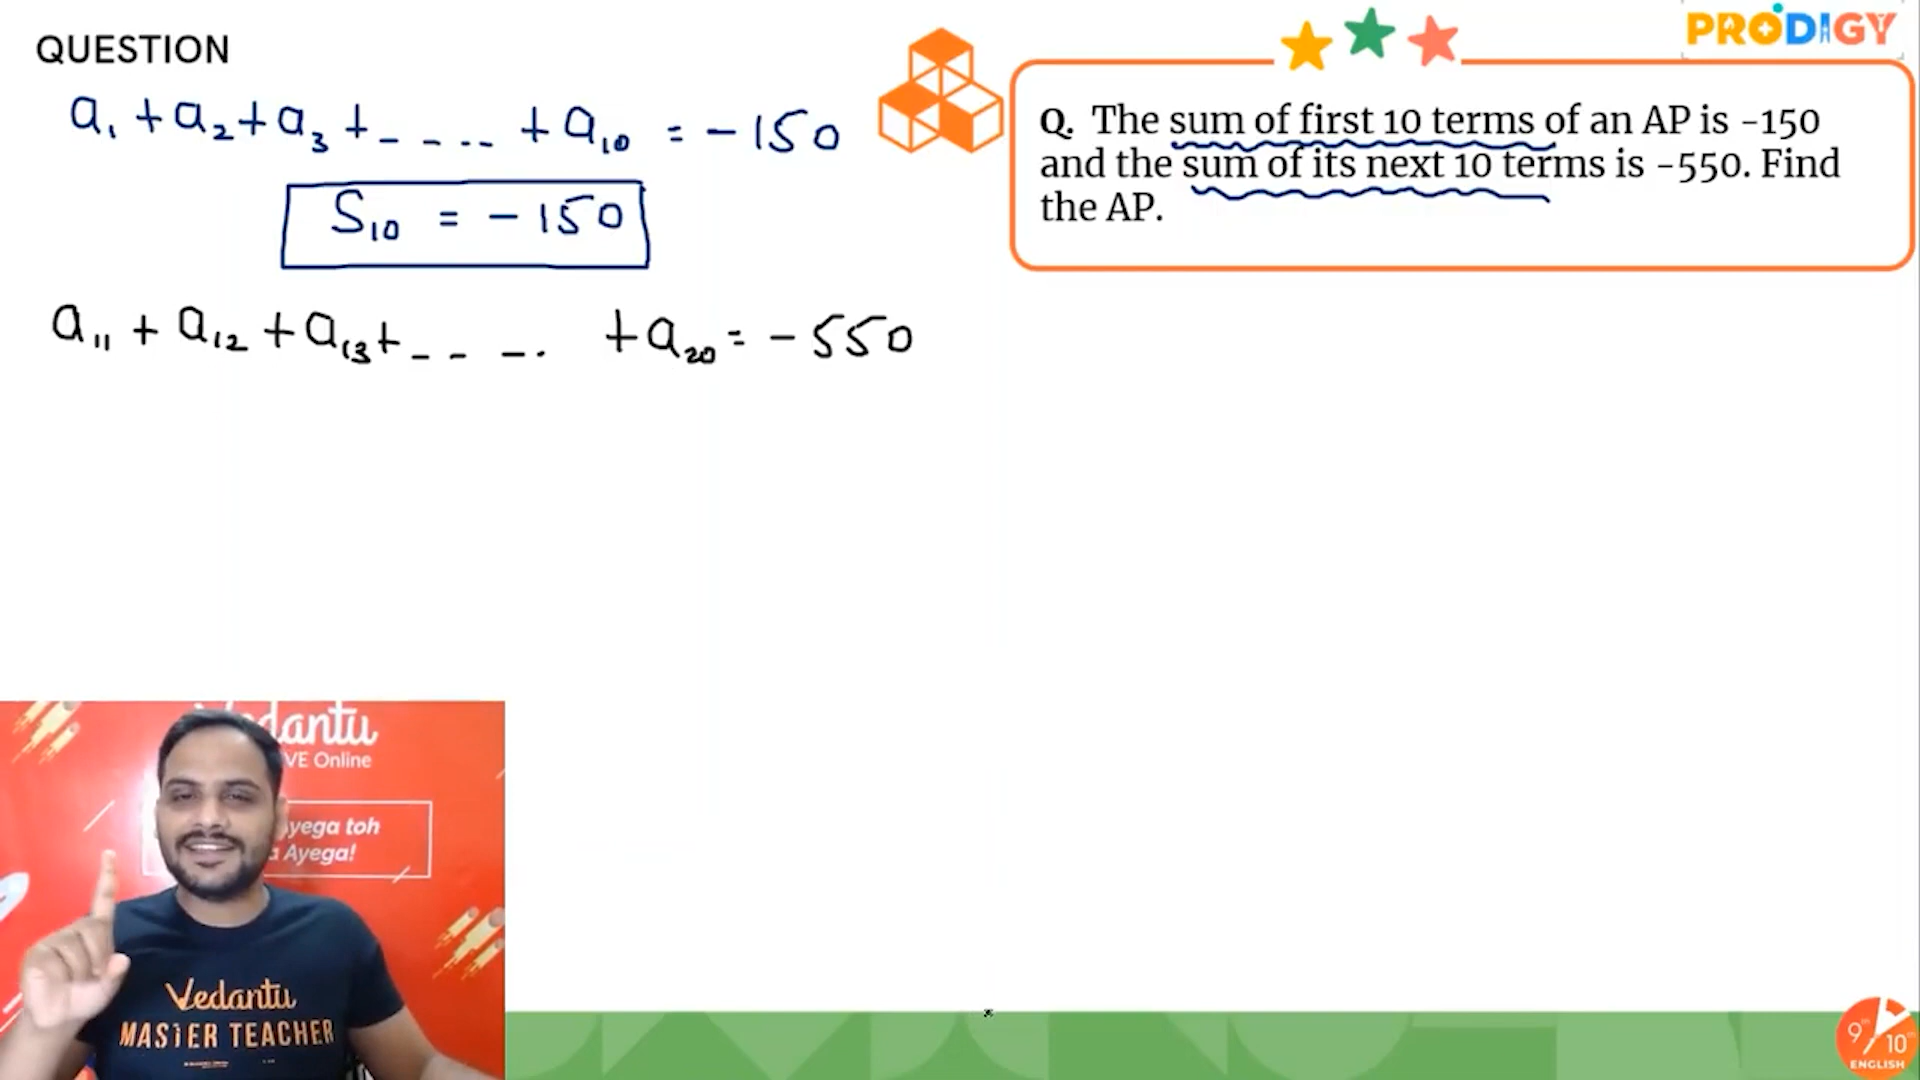 QUESTION
PRODIGY
a₁ + a₂ + a₃ + _ _ _ .. + a₁₀ = -150
S₁₀ = -150
a₁₁ + a₁₂ + a₁₃ + _ _ _ . + a₂₀ = -550
Q. The sum of first 10 terms of an AP is -150
and the sum of its next 10 terms is -550. Find
the AP.
dantu
VE Online
yega toh
a Ayega!
Vedantu
MASTER TEACHER
9th
10th
ENGLISH